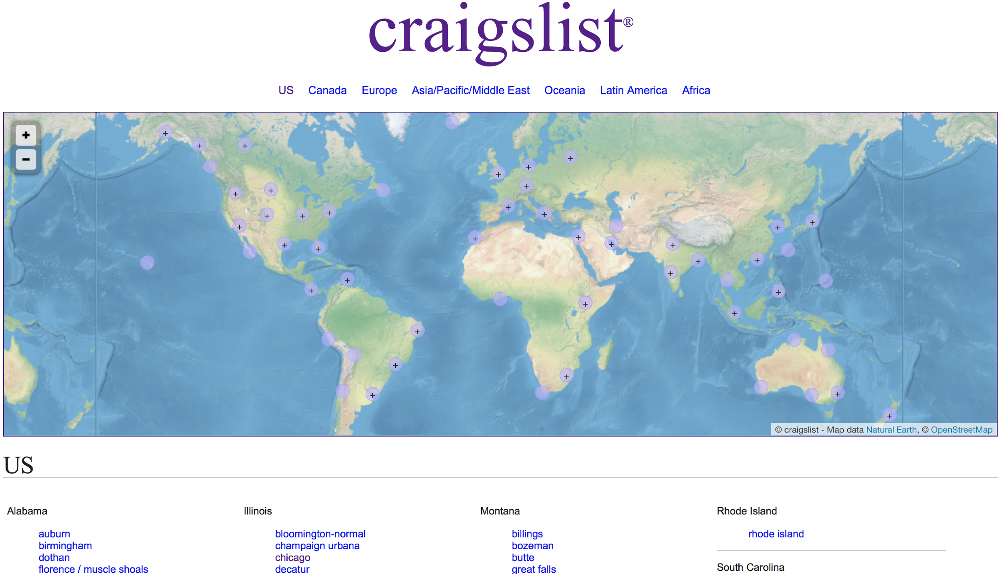 craigslist®
US Canada Europe Asia/Pacific/Middle East Oceania Latin America Africa
© craigslist - Map data Natural Earth, © OpenStreetMap
US
Alabama
auburn
birmingham
dothan
florence / muscle shoals
Illinois
bloomington-normal
champaign urbana
chicago
decatur
Montana
billings
bozeman
butte
great falls
Rhode Island
rhode island
South Carolina